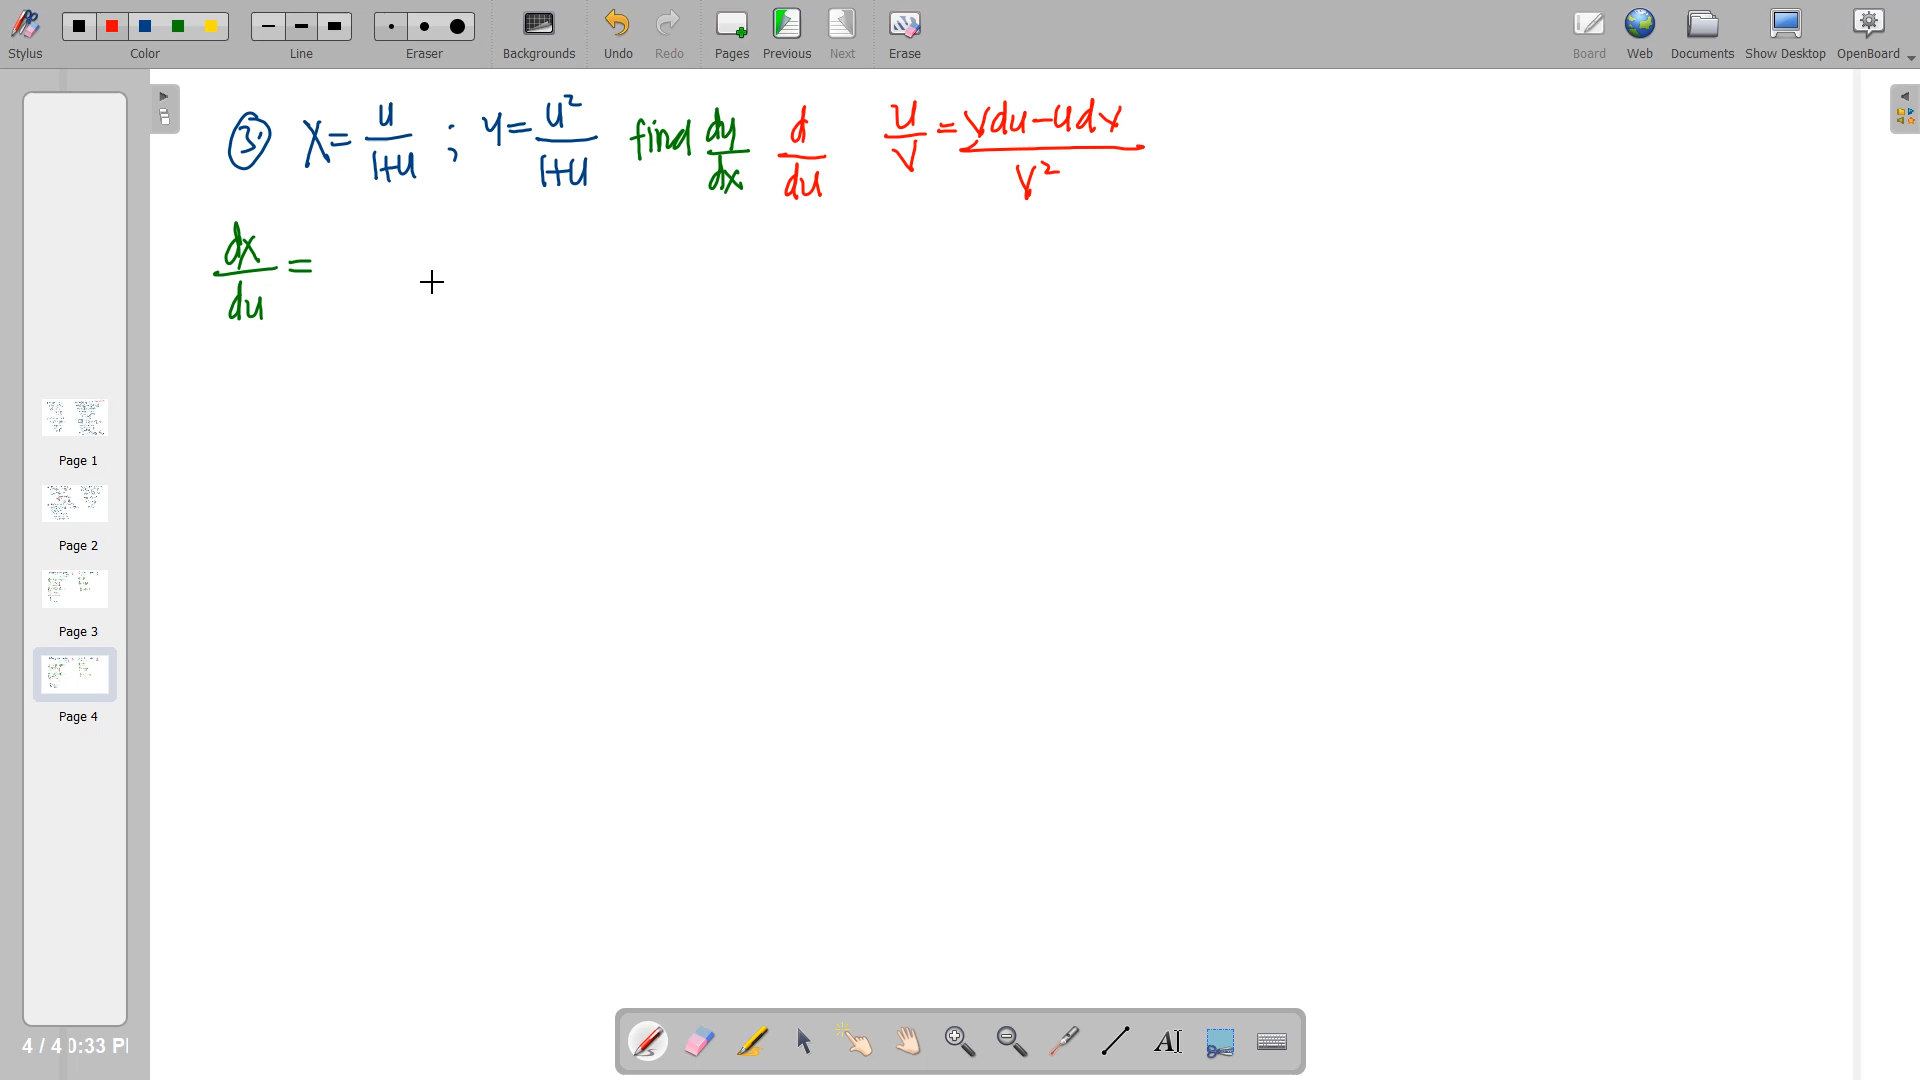 Stylus Color Line Eraser Backgrounds Undo Redo Pages Previous Next Erase Board Web Documents Show Desktop OpenBoard
③. x = u/(1+u) ; y = u²/(1+u) find dy/dx d/du u/v = (vdu-udx)/v²
dx/du =
Page 1
Page 2
Page 3
Page 4
4 / 4